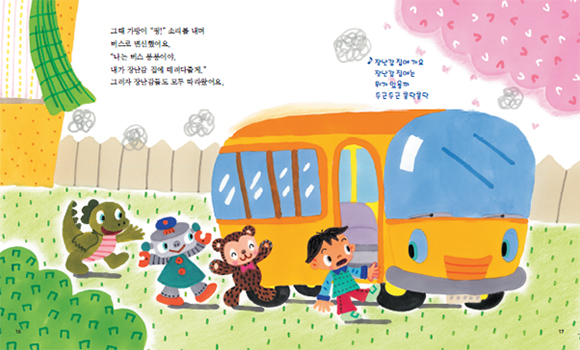 그때 가방이 "펑!" 소리를 내며
버스로 변신했어요.
"나는 버스 붕붕이야.
내가 장난감 집에 데려다줄게."
그러자 장난감들도 모두 따라왔어요.
♪ 장난감 집에 가요
장난감 집에는
뭐가 있을까
두근두근 콩닥콩닥
16
17